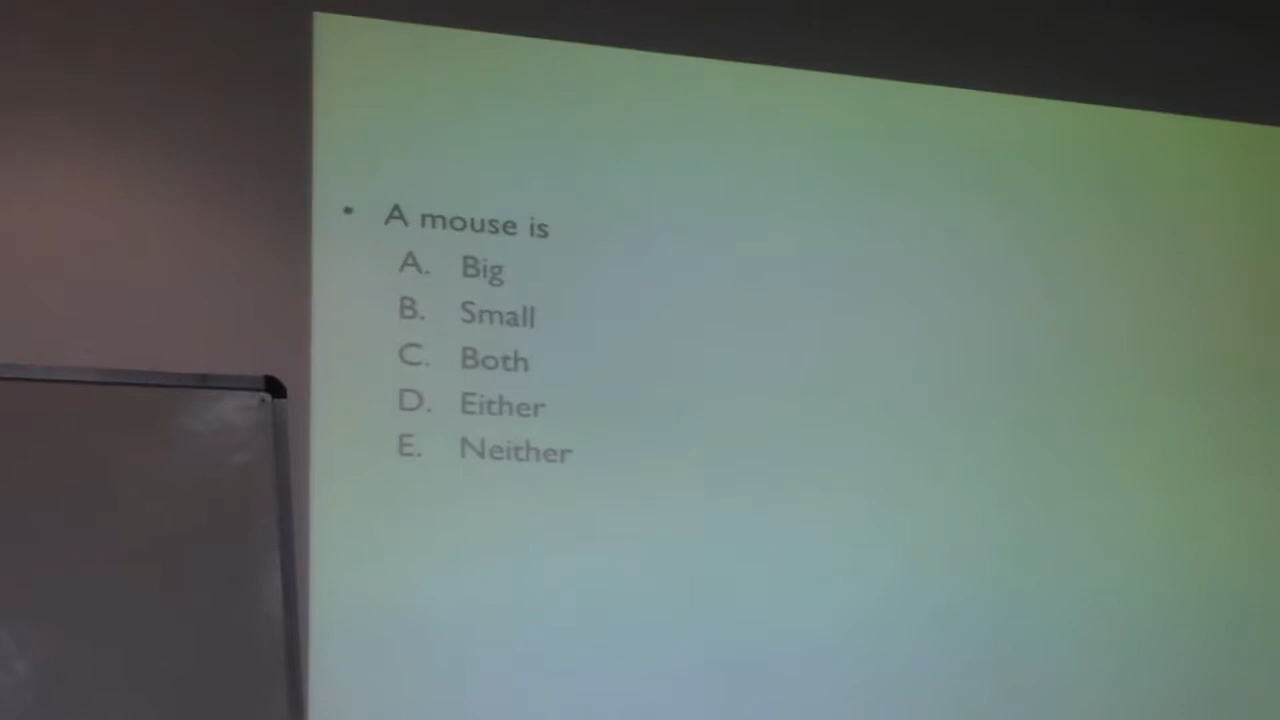 • A mouse is
A. Big
B. Small
C. Both
D. Either
E. Neither